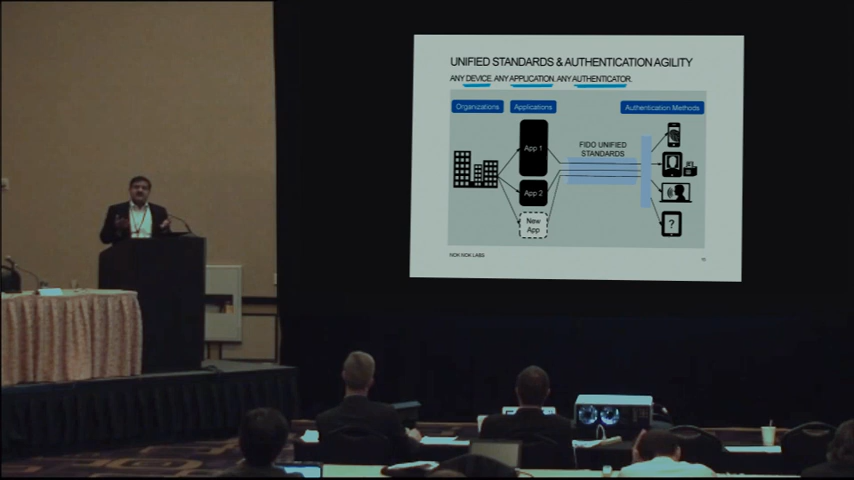 UNIFIED STANDARDS & AUTHENTICATION AGILITY
ANY DEVICE. ANY APPLICATION. ANY AUTHENTICATOR.
Organizations
Applications
Authentication Methods
App 1
FIDO UNIFIED
STANDARDS
App 2
New
App
?
NOK NOK LABS